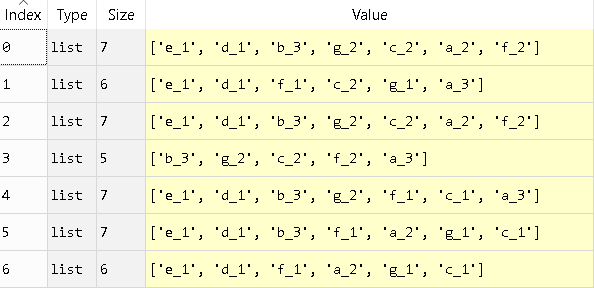 Index Type Size Value
0 list 7 ['e_1', 'd_1', 'b_3', 'g_2', 'c_2', 'a_2', 'f_2']
1 list 6 ['e_1', 'd_1', 'f_1', 'c_2', 'g_1', 'a_3']
2 list 7 ['e_1', 'd_1', 'b_3', 'g_2', 'c_2', 'a_2', 'f_2']
3 list 5 ['b_3', 'g_2', 'c_2', 'f_2', 'a_3']
4 list 7 ['e_1', 'd_1', 'b_3', 'g_2', 'f_1', 'c_1', 'a_3']
5 list 7 ['e_1', 'd_1', 'b_3', 'f_1', 'a_2', 'g_1', 'c_1']
6 list 6 ['e_1', 'd_1', 'f_1', 'a_2', 'g_1', 'c_1']